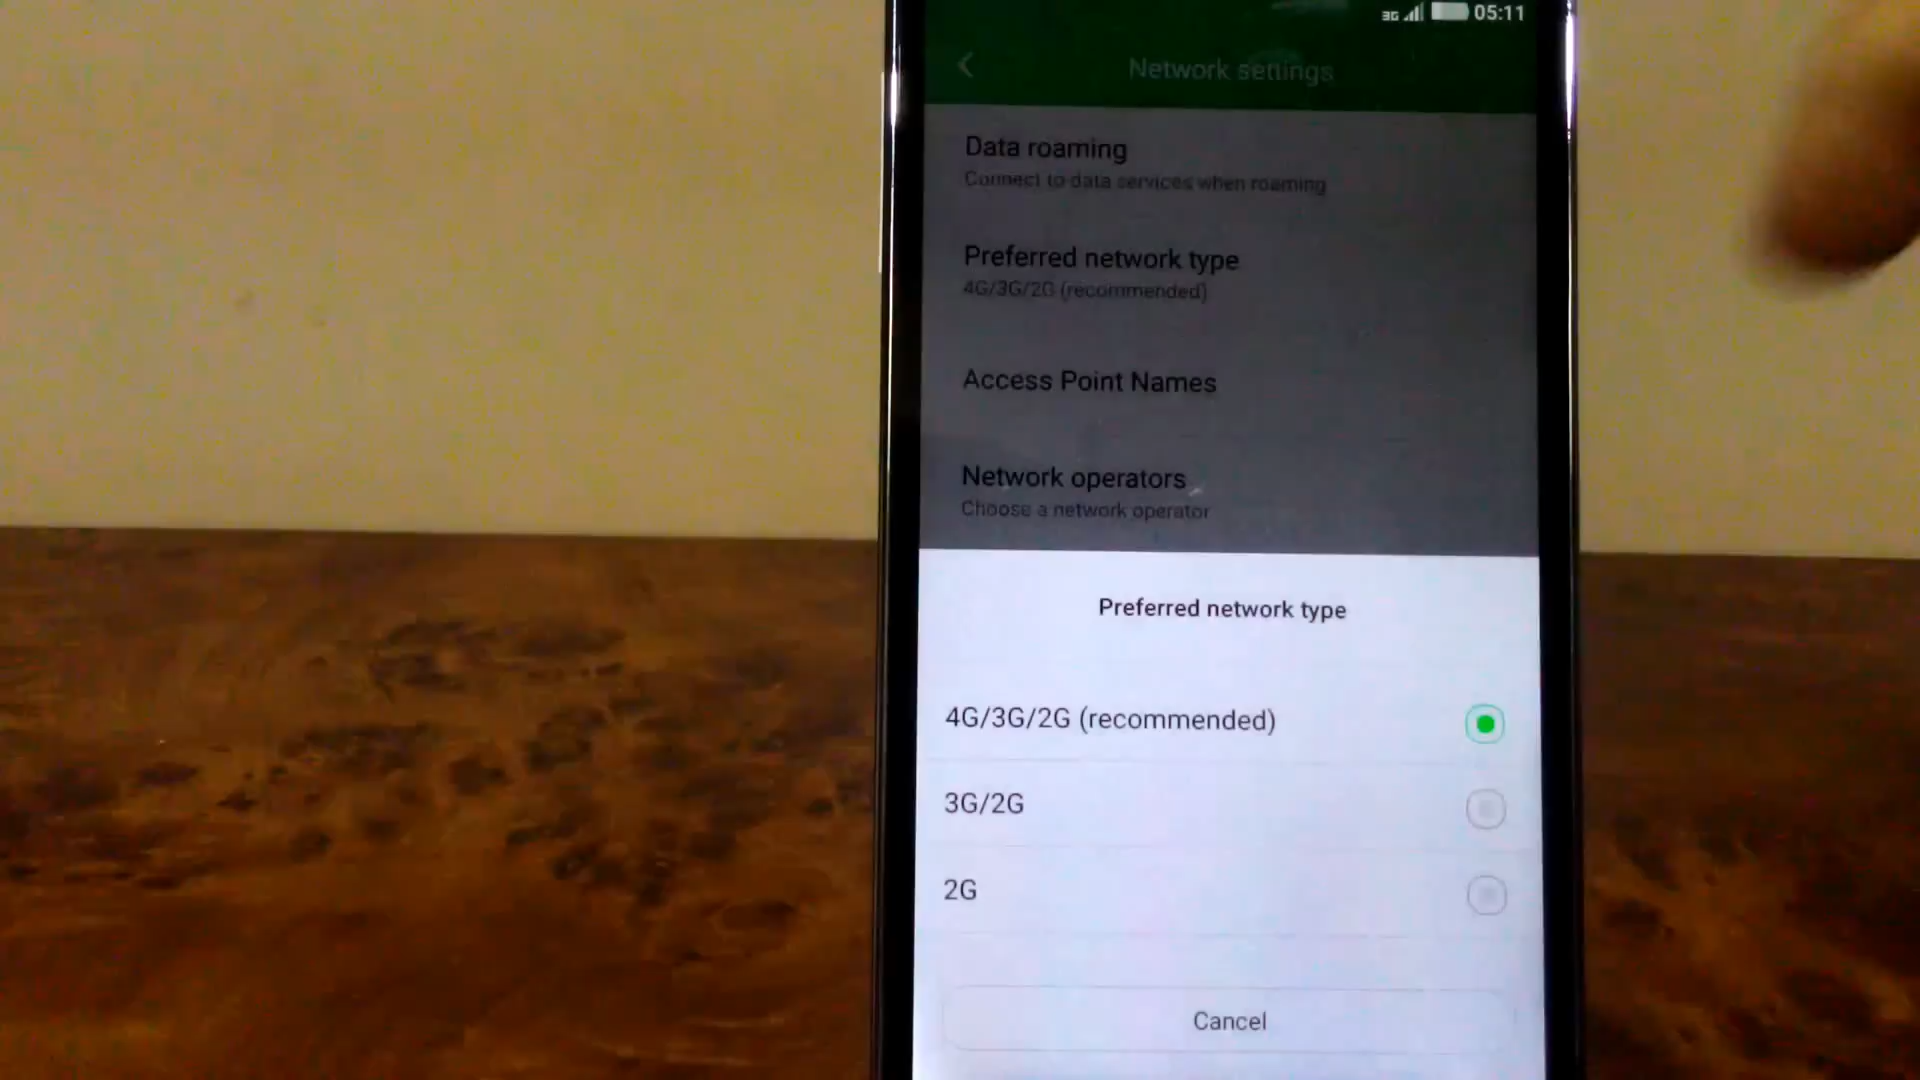 3G 05:11
Network settings
Data roaming
Connect to data services when roaming
Preferred network type
4G/3G/2G (recommended)
Access Point Names
Network operators
Choose a network operator
Preferred network type
4G/3G/2G (recommended)
3G/2G
2G
Cancel